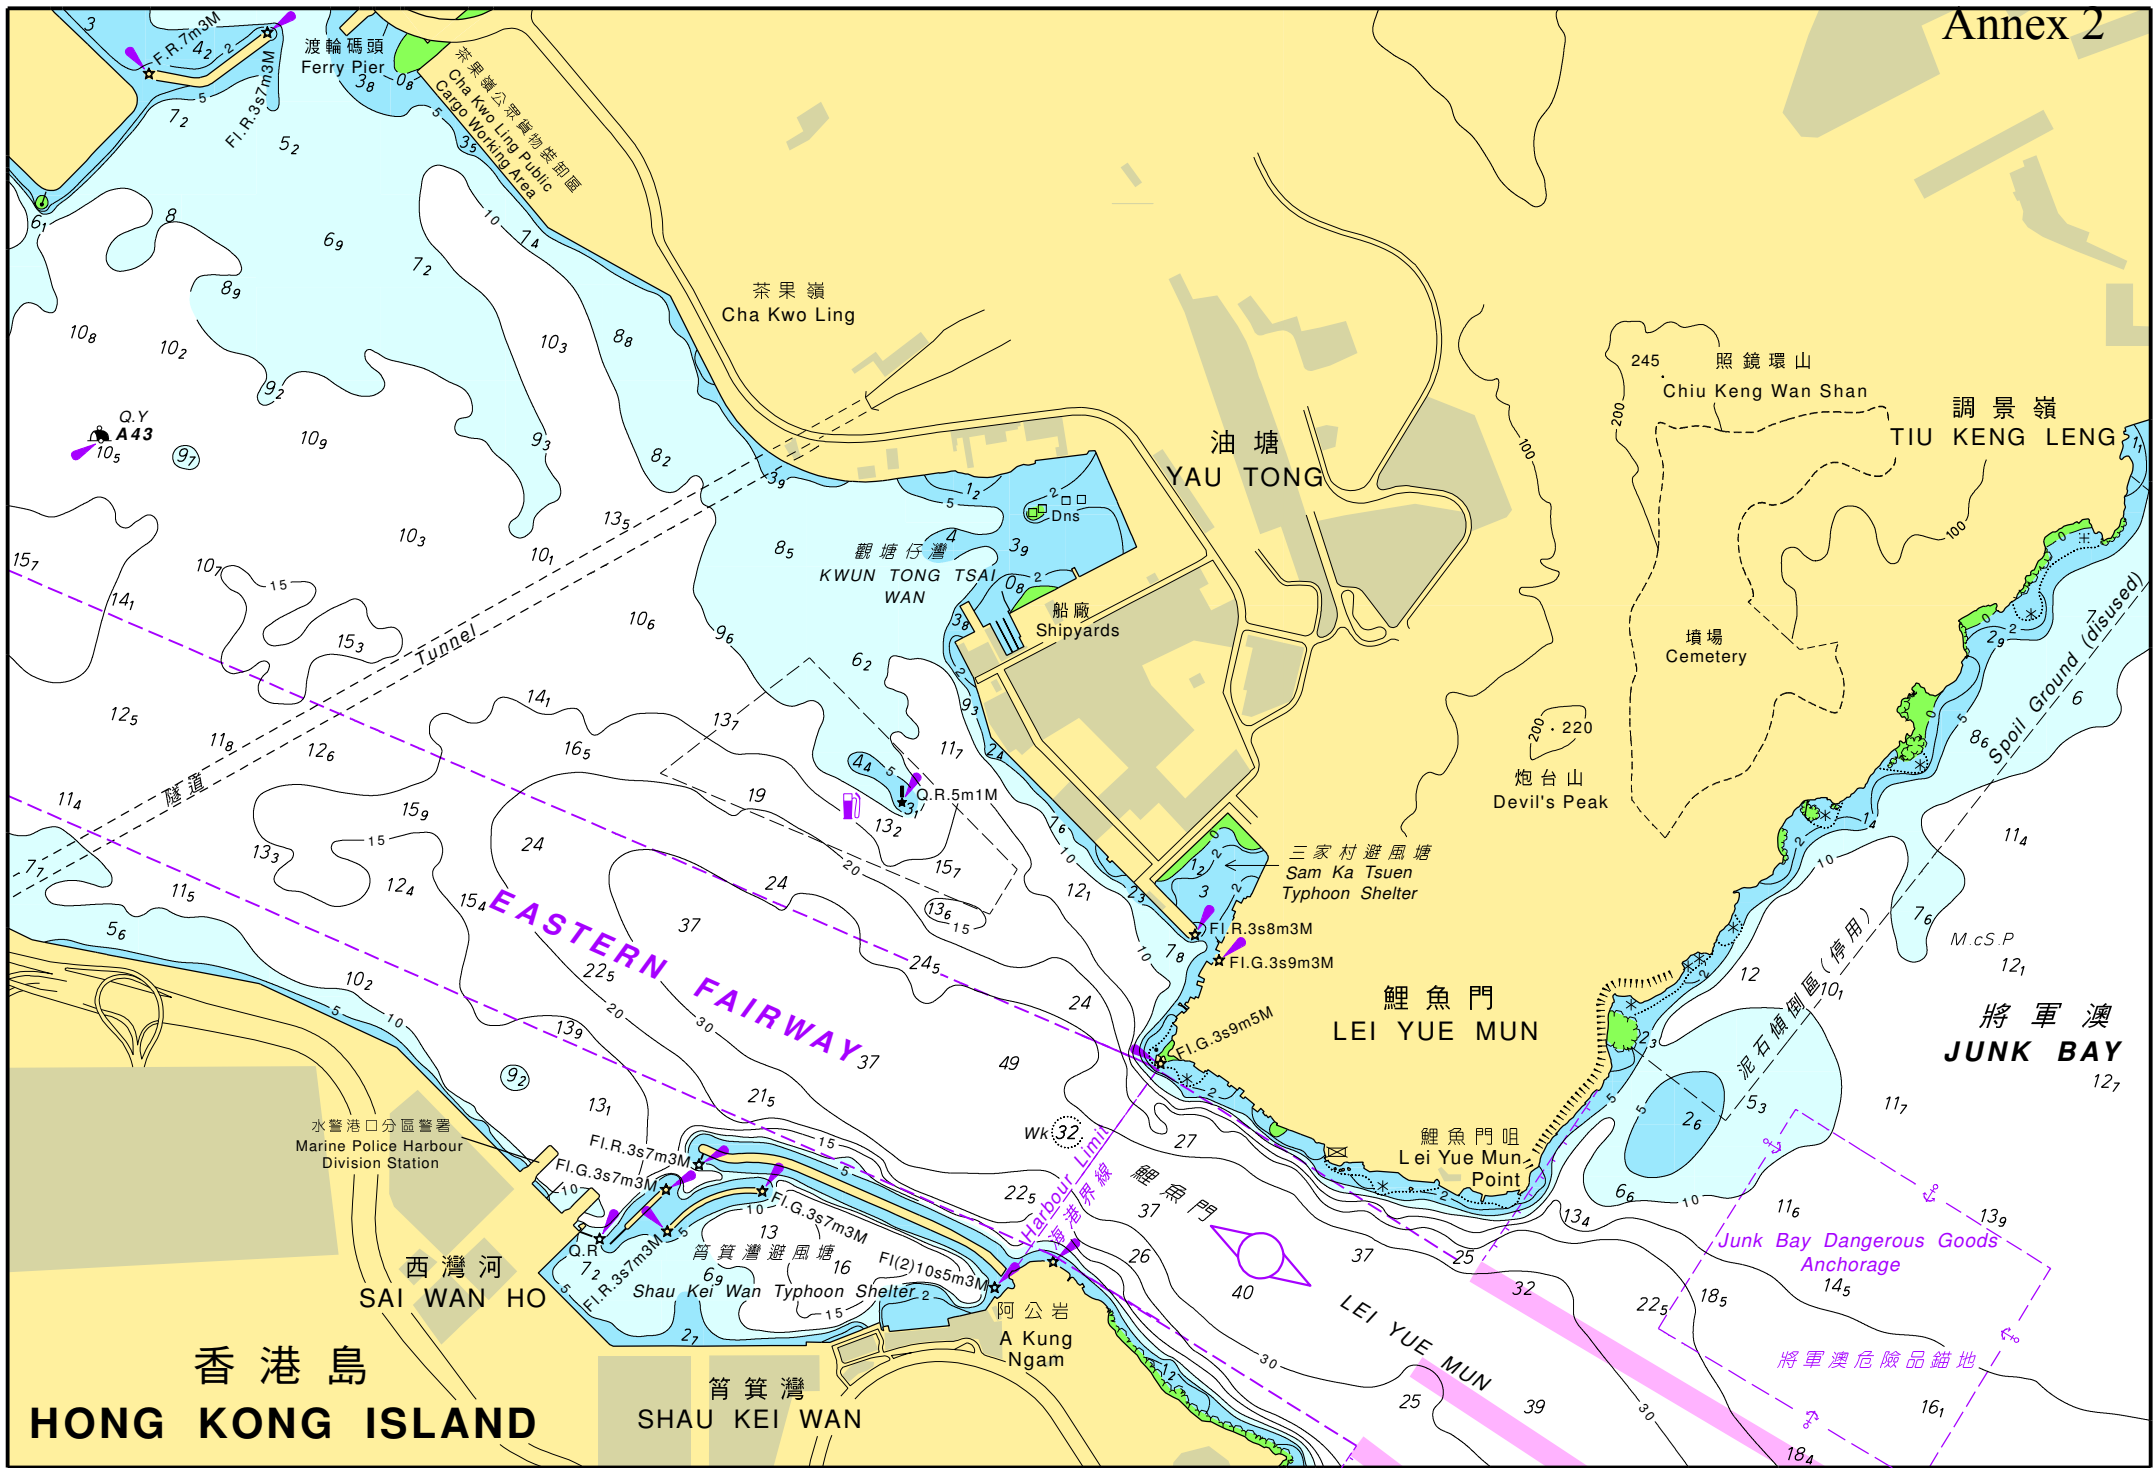 Annex 2
渡輪碼頭
Ferry Pier
F.R.7m3M
Fl.R.3s7m3M
茶果嶺公眾貨物裝卸區
Cha Kwo Ling Public
Cargo Working Area
茶果嶺
Cha Kwo Ling
Q.Y
A43
油塘
YAU TONG
245
照鏡環山
Chiu Keng Wan Shan
調景嶺
TIU KENG LENG
Dns
觀塘仔灣
KWUN TONG TSAI
WAN
船廠
Shipyards
墳場
Cemetery
Tunnel
隧道
Spoil Ground (disused)
泥石傾倒區(停用)
220
炮台山
Devil's Peak
Q.R.5m1M
三家村避風塘
Sam Ka Tsuen
Typhoon Shelter
Fl.R.3s8m3M
Fl.G.3s9m3M
EASTERN FAIRWAY
鯉魚門
LEI YUE MUN
Fl.G.3s9m5M
M.cS.P
將軍澳
JUNK BAY
水警港口分區警署
Marine Police Harbour
Division Station
Fl.R.3s7m3M
Fl.G.3s7m3M
Wk 32
Harbour Limit
海港界線
鯉魚門
LEI YUE MUN
鯉魚門咀
Lei Yue Mun
Point
Q.R
Fl.R.3s7m3M
Fl.G.3s7m3M
筲箕灣避風塘
Shau Kei Wan Typhoon Shelter
Fl(2)10s5m3M
西灣河
SAI WAN HO
阿公岩
A Kung
Ngam
Junk Bay Dangerous Goods
Anchorage
將軍澳危險品錨地
香港島
HONG KONG ISLAND
筲箕灣
SHAU KEI WAN